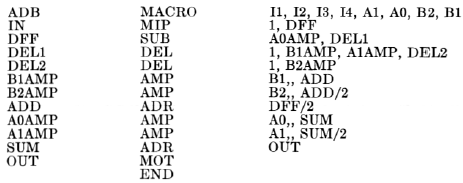 ADB MACRO I1, I2, I3, I4, A1, A0, B2, B1
IN MIP 1, DFF
DFF SUB A0AMP, DEL1
DEL1 DEL 1, B1AMP, A1AMP, DEL2
DEL2 DEL 1, B2AMP
B1AMP AMP B1,, ADD
B2AMP AMP B2,, ADD/2
ADD ADR DFF/2
A0AMP AMP A0,, SUM
A1AMP AMP A1,, SUM/2
SUM ADR OUT
OUT MOT
END